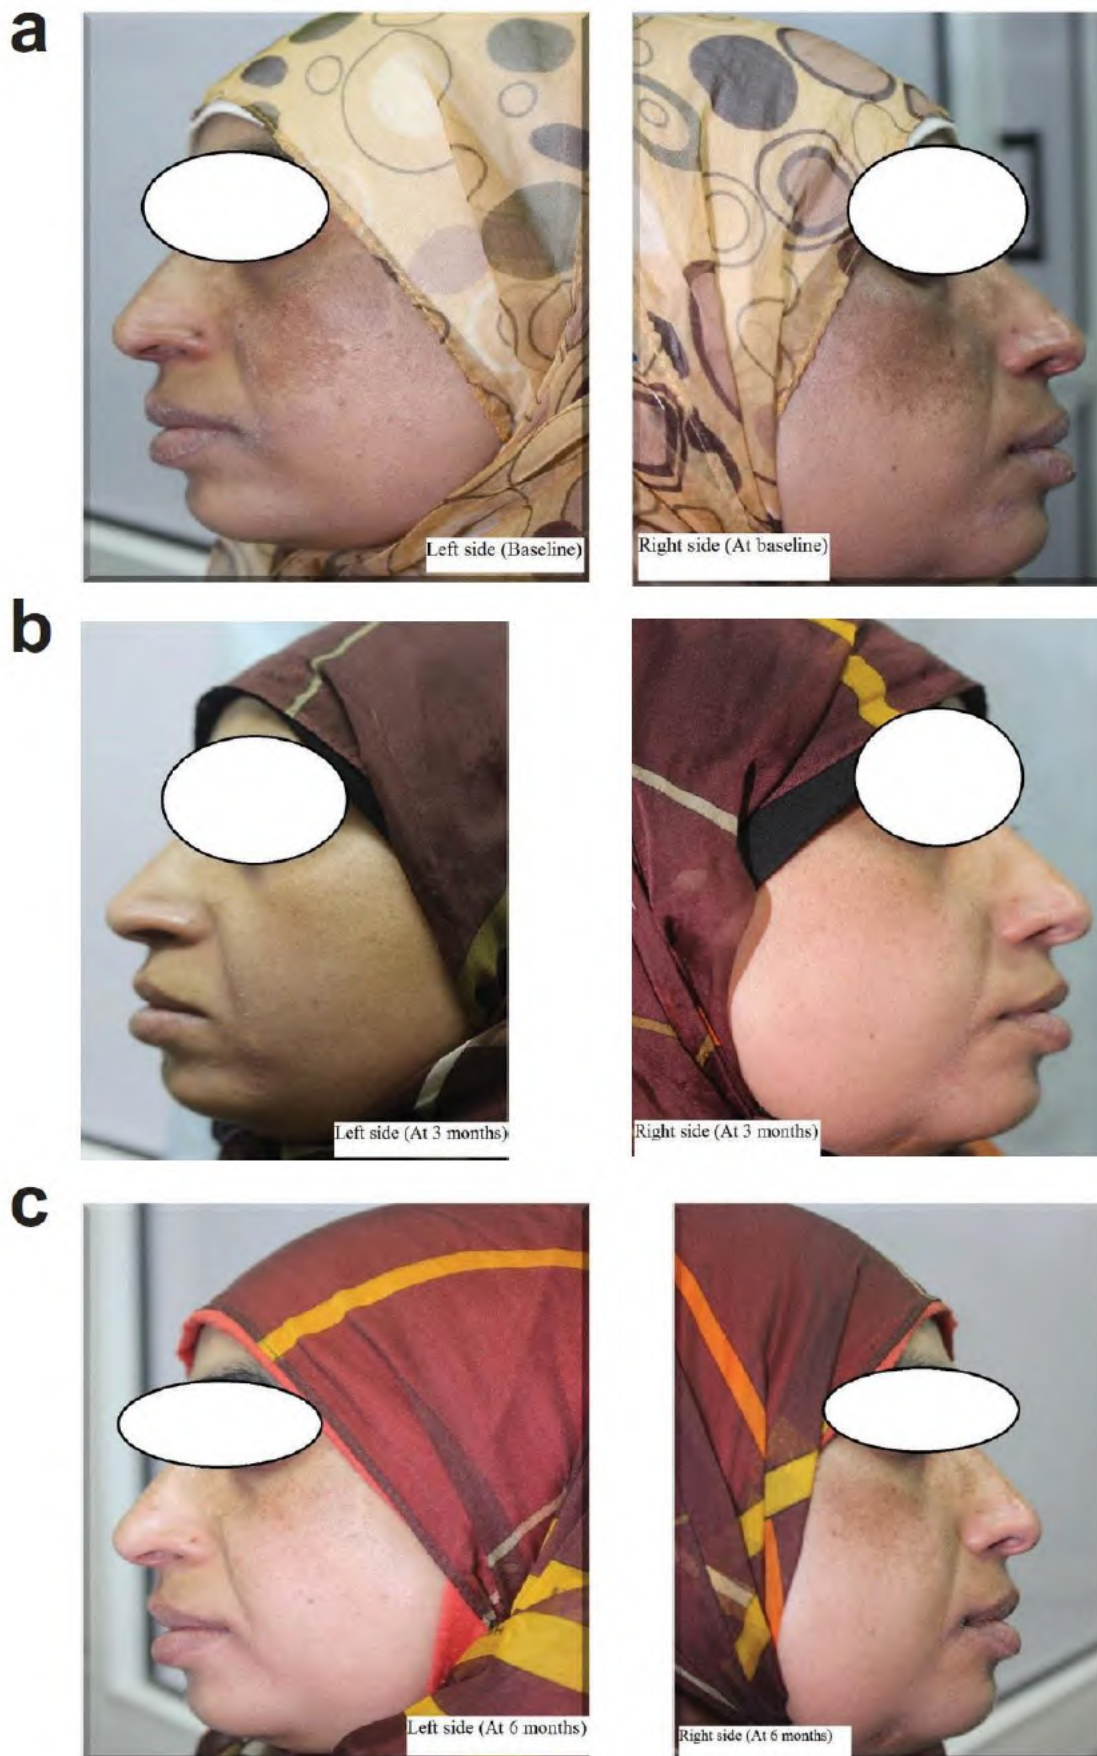 a
Left side (Baseline)
Right side (At baseline)
b
Left side (At 3 months)
Right side (At 3 months)
c
Left side (At 6 months)
Right side (At 6 months)